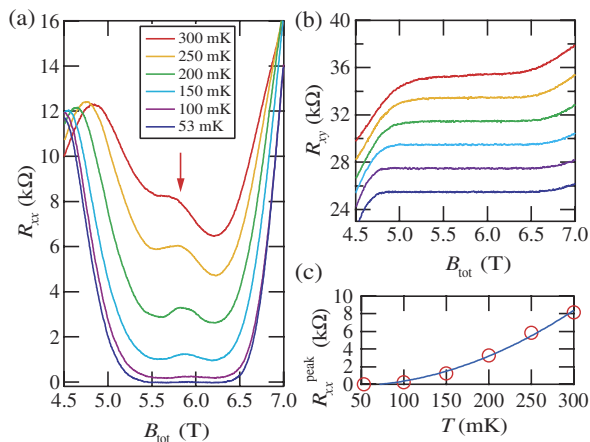 (a)
16
14
12
10
8
6
4
2
0
R_xx (kΩ)
300 mK
250 mK
200 mK
150 mK
100 mK
53 mK
4.5 5.0 5.5 6.0 6.5 7.0
B_tot (T)
(b)
40
36
32
28
24
R_xy (kΩ)
4.5 5.0 5.5 6.0 6.5 7.0
B_tot (T)
(c)
10
8
6
4
2
0
R_xx^peak (kΩ)
50 100 150 200 250 300
T (mK)